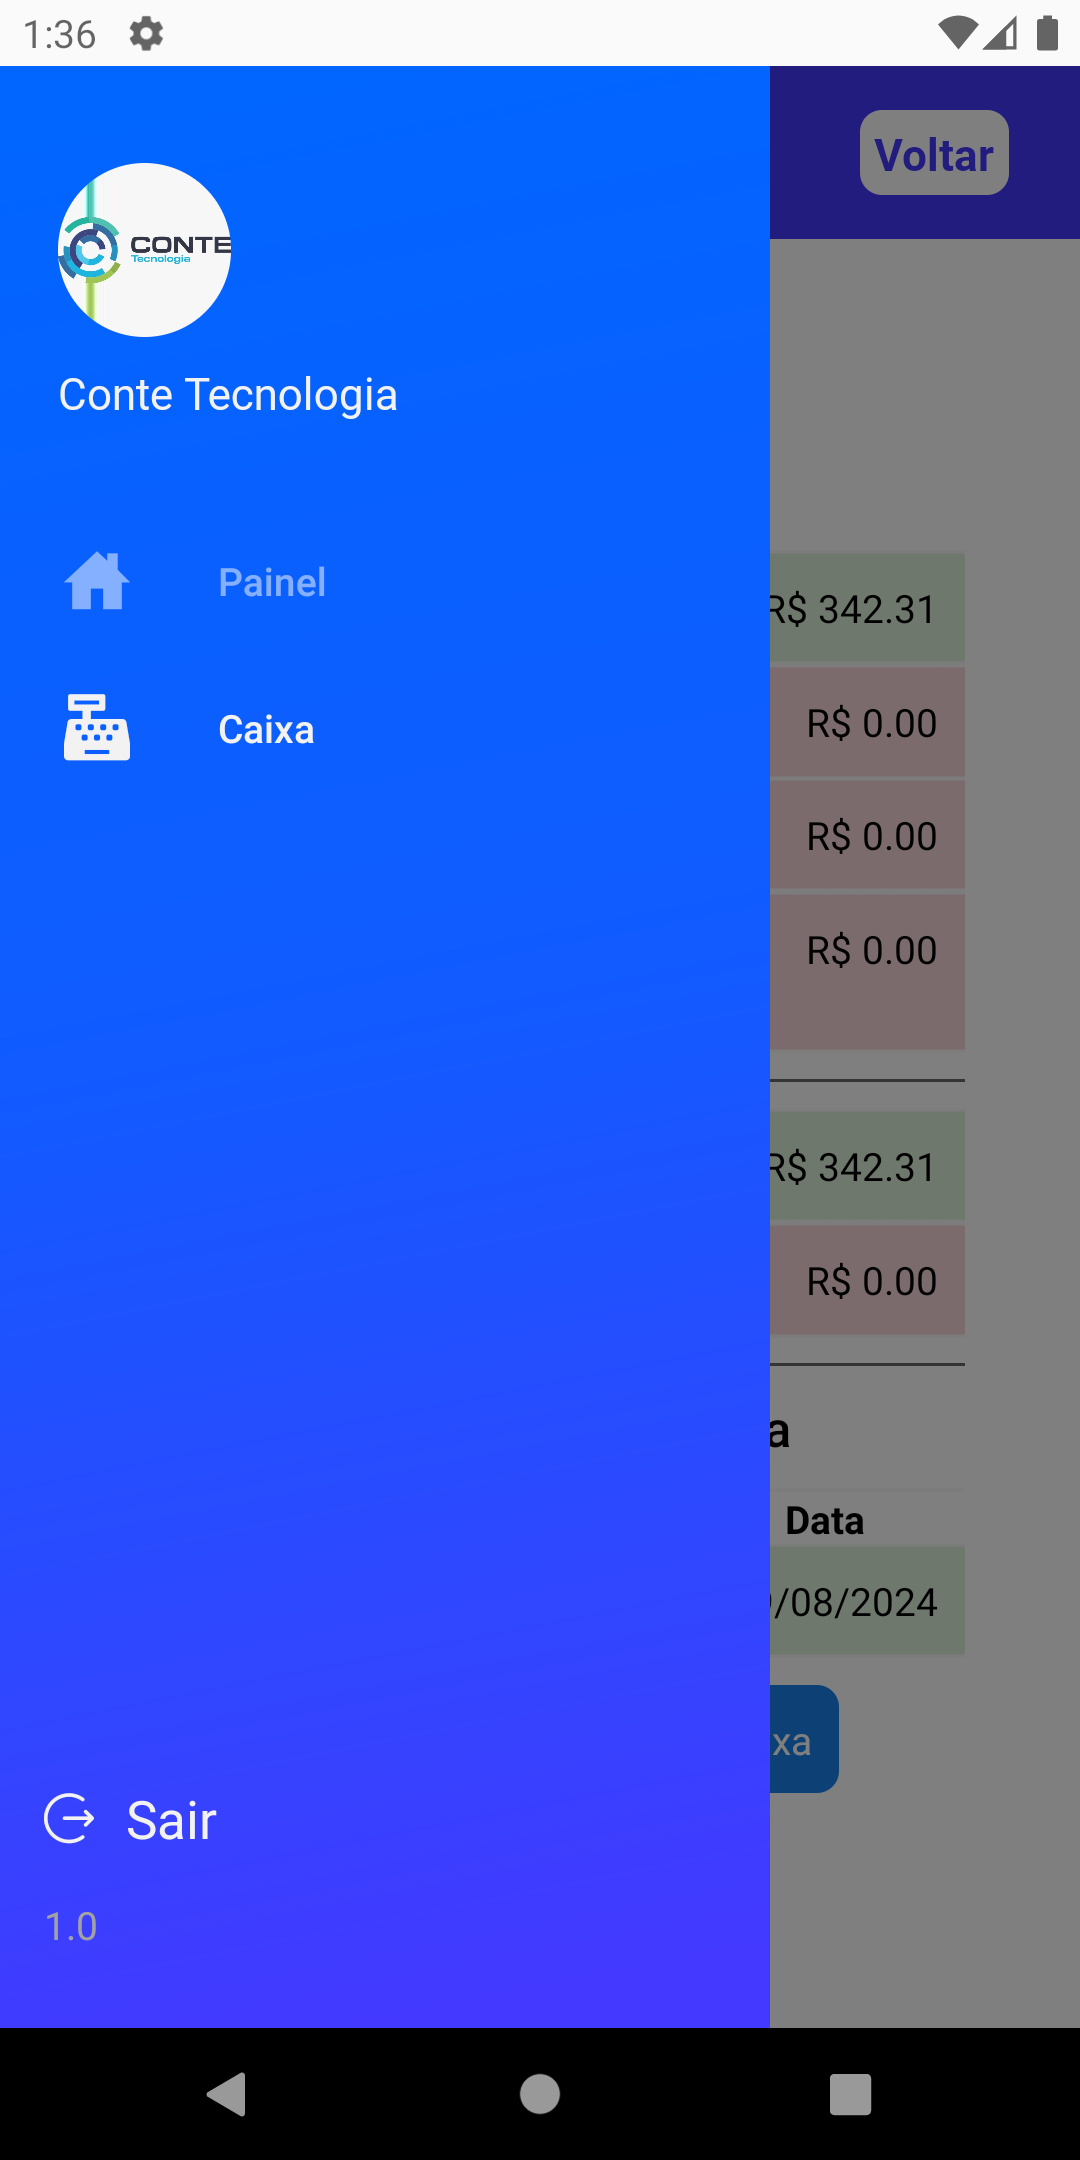 1:36
Voltar
CONTE
Tecnologia
Conte Tecnologia
Painel
Caixa
R$ 342.31
R$ 0.00
R$ 0.00
R$ 0.00
R$ 342.31
R$ 0.00
a
Data
/08/2024
xa
Sair
1.0